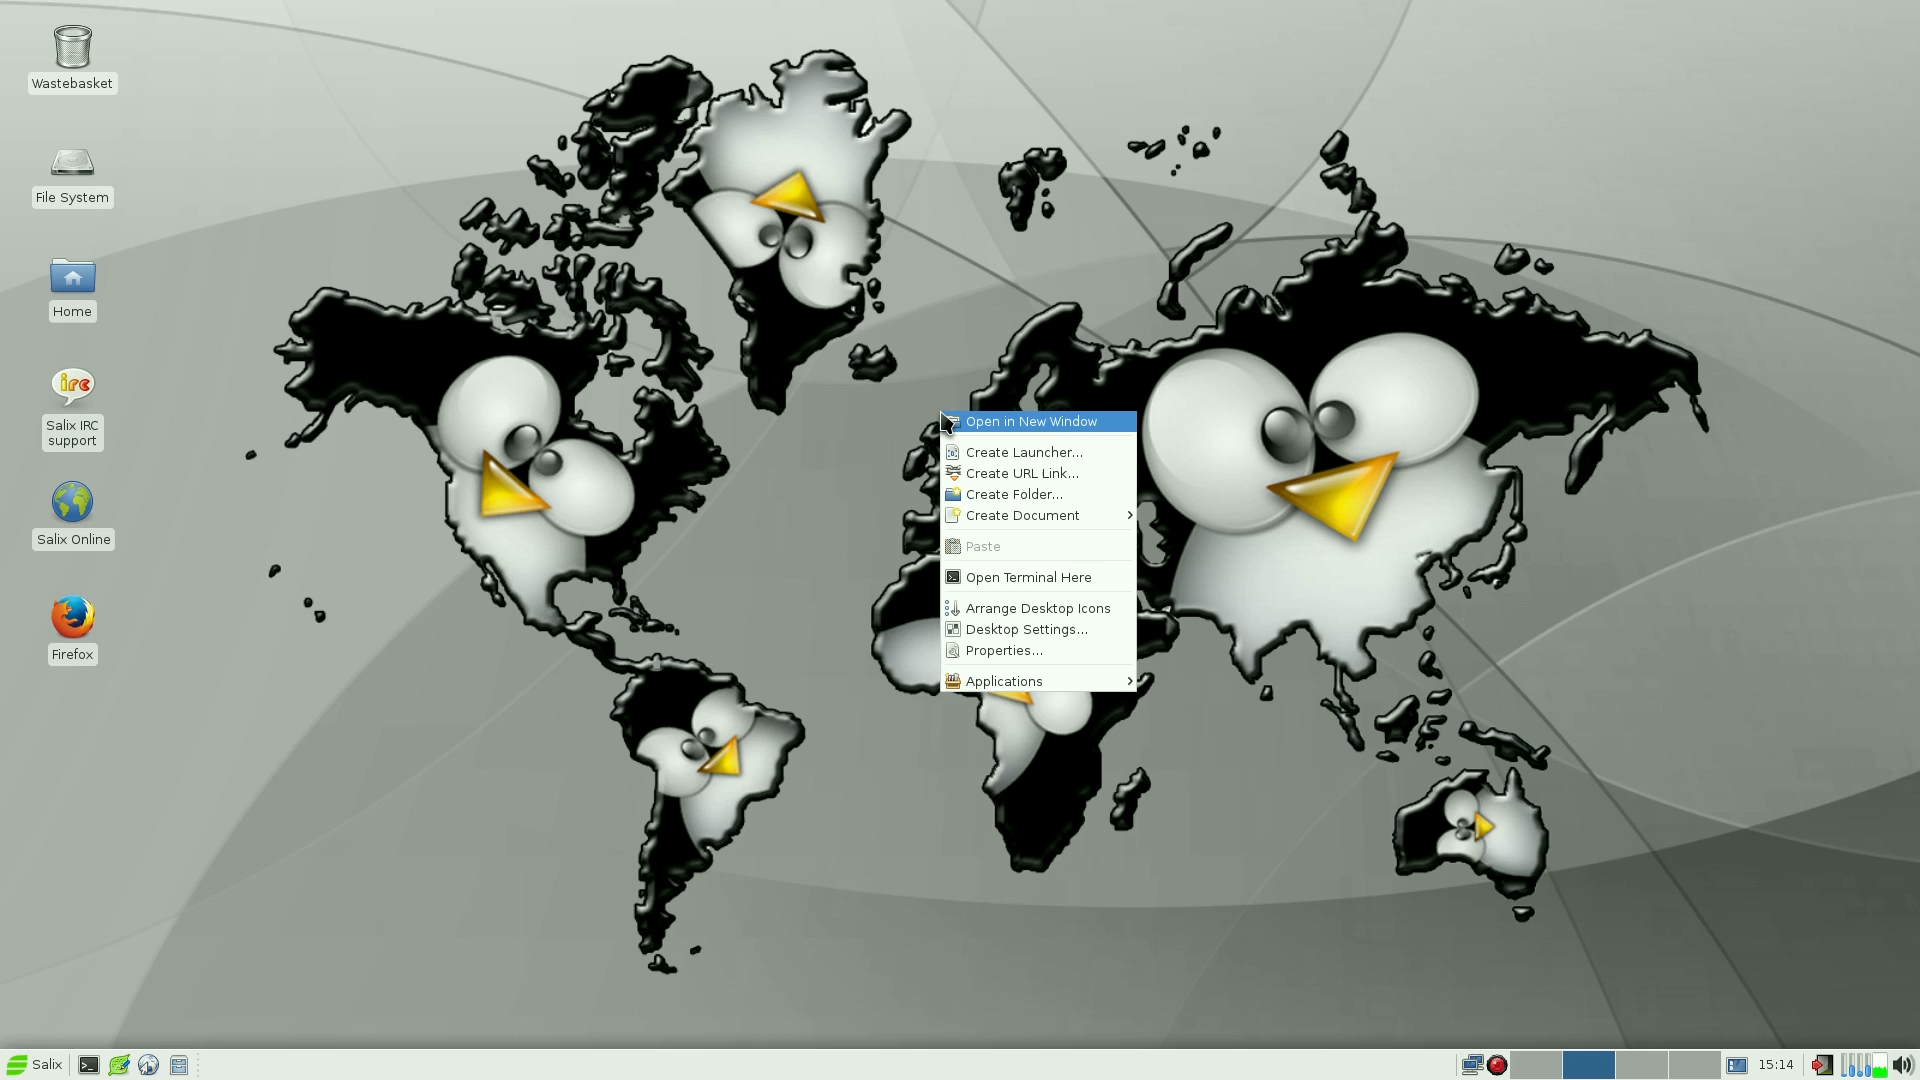 Wastebasket
File System
Home
irc
Salix IRC
support
Salix Online
Firefox
Open in New Window
Create Launcher...
Create URL Link...
Create Folder...
Create Document
Paste
Open Terminal Here
Arrange Desktop Icons
Desktop Settings...
Properties...
Applications
Salix
15:14